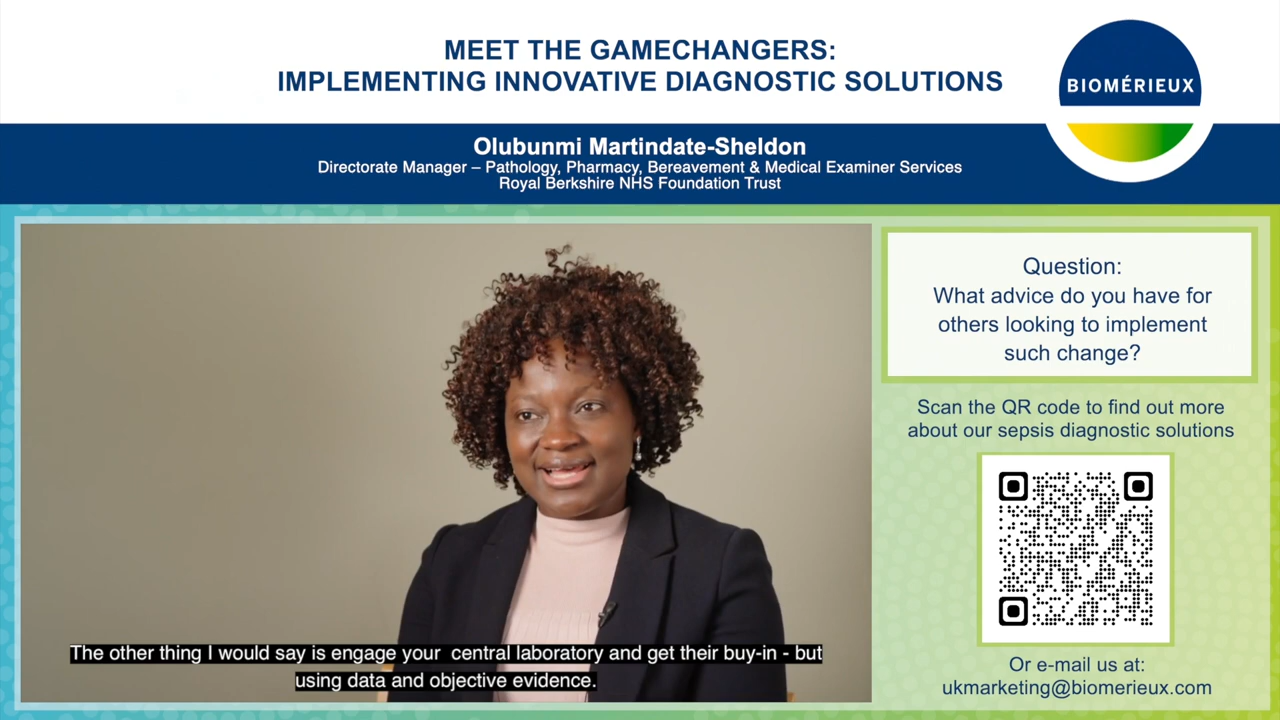 MEET THE GAMECHANGERS:
IMPLEMENTING INNOVATIVE DIAGNOSTIC SOLUTIONS
BIOMÉRIEUX
Olubunmi Martindate-Sheldon
Directorate Manager – Pathology, Pharmacy, Bereavement & Medical Examiner Services
Royal Berkshire NHS Foundation Trust
Question:
What advice do you have for
others looking to implement
such change?
Scan the QR code to find out more
about our sepsis diagnostic solutions
Or e-mail us at:
ukmarketing@biomerieux.com
The other thing I would say is engage your central laboratory and get their buy-in - but
using data and objective evidence.